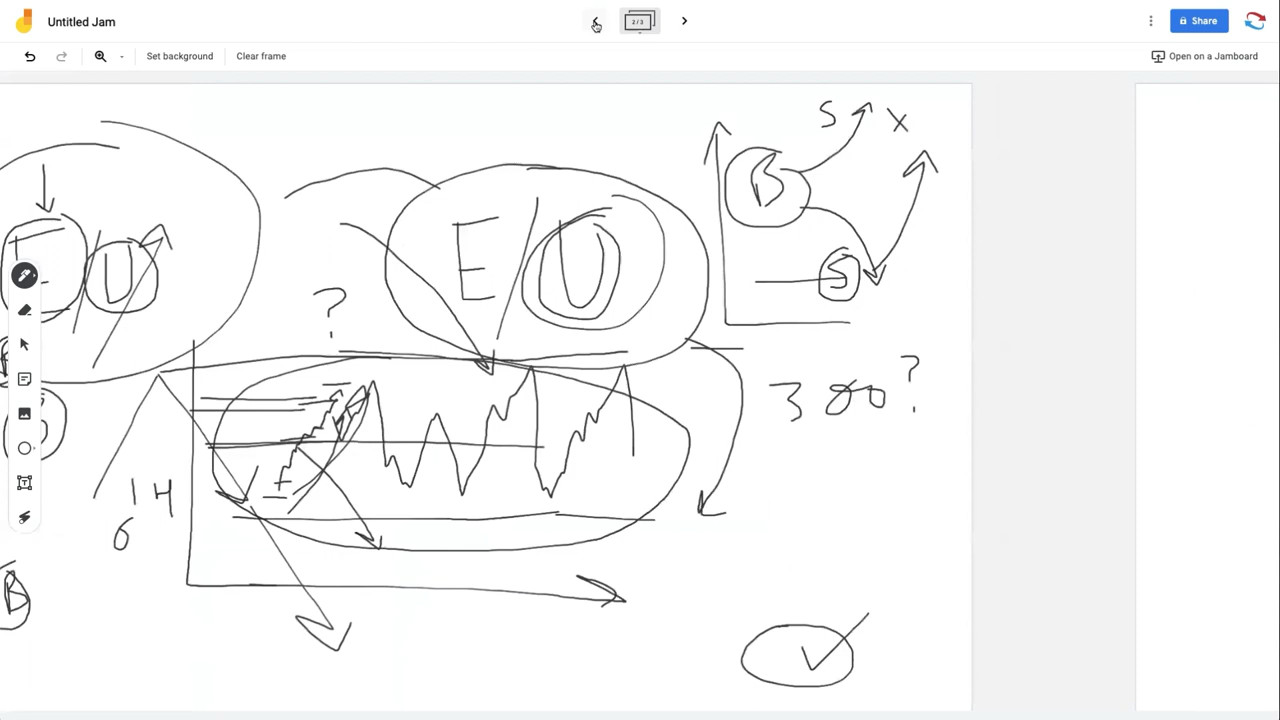 Untitled Jam
2/3
Share
Set background
Clear frame
Open on a Jamboard
S
X
B
E/U
U
S
?
300?
1H
6
B